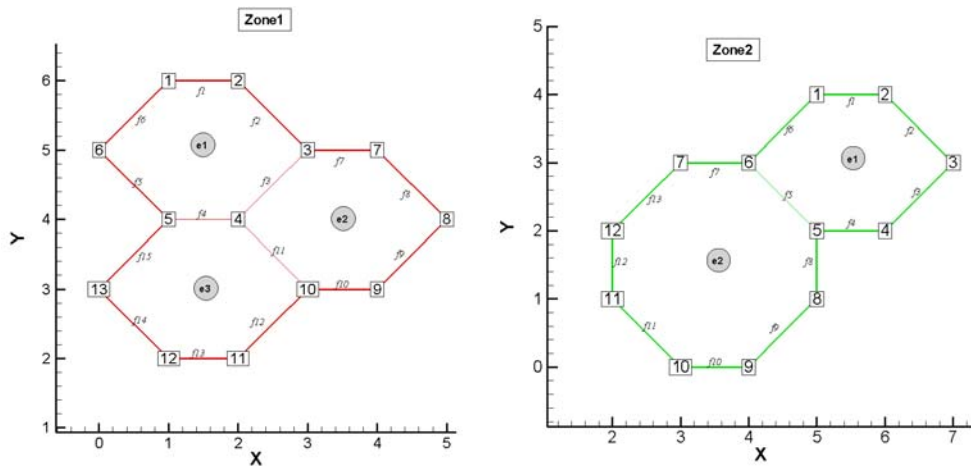 Zone1
6
5
4
3
2
1
Y
0 1 2 3 4 5
X
1 2
f1
f6 f2
e1
6 3 7
f7
f5 f3 f8
5 f4 4 e2 8
f15 f11 f9
13 e3 10 f10 9
f14 f12
12 f13 11
Zone2
5
4
3
2
1
0
Y
2 3 4 5 6 7
X
1 2
f1
f6 f2
e1
7 6 3
f7
f13 f5 f3
12 5 f4 4
f12 e2 f8
11 8
f11 f9
10 f10 9